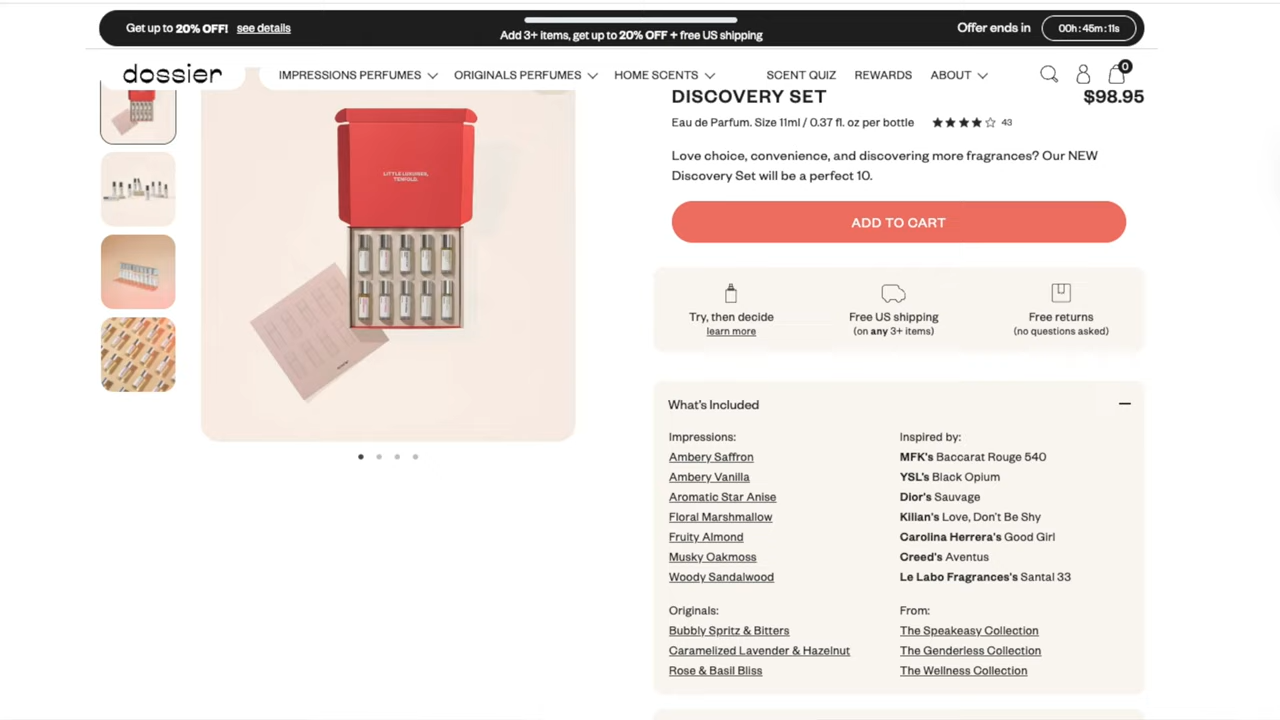 Get up to 20% OFF! see details
Add 3+ items, get up to 20% OFF + free US shipping
Offer ends in 00h:45m:11s
dossier
IMPRESSIONS PERFUMES
ORIGINALS PERFUMES
HOME SCENTS
SCENT QUIZ
REWARDS
ABOUT
0
DISCOVERY SET
$98.95
Eau de Parfum. Size 11ml / 0.37 fl. oz per bottle
43
Love choice, convenience, and discovering more fragrances? Our NEW
Discovery Set will be a perfect 10.
ADD TO CART
LITTLE LUXURIES,
TENFOLD.
Try, then decide
learn more
Free US shipping
(on any 3+ items)
Free returns
(no questions asked)
What's Included
Impressions:
Inspired by:
Ambery Saffron
MFK's Baccarat Rouge 540
Ambery Vanilla
YSL's Black Opium
Aromatic Star Anise
Dior's Sauvage
Floral Marshmallow
Kilian's Love, Don't Be Shy
Fruity Almond
Carolina Herrera's Good Girl
Musky Oakmoss
Creed's Aventus
Woody Sandalwood
Le Labo Fragrances's Santal 33
Originals:
From:
Bubbly Spritz & Bitters
The Speakeasy Collection
Caramelized Lavender & Hazelnut
The Genderless Collection
Rose & Basil Bliss
The Wellness Collection